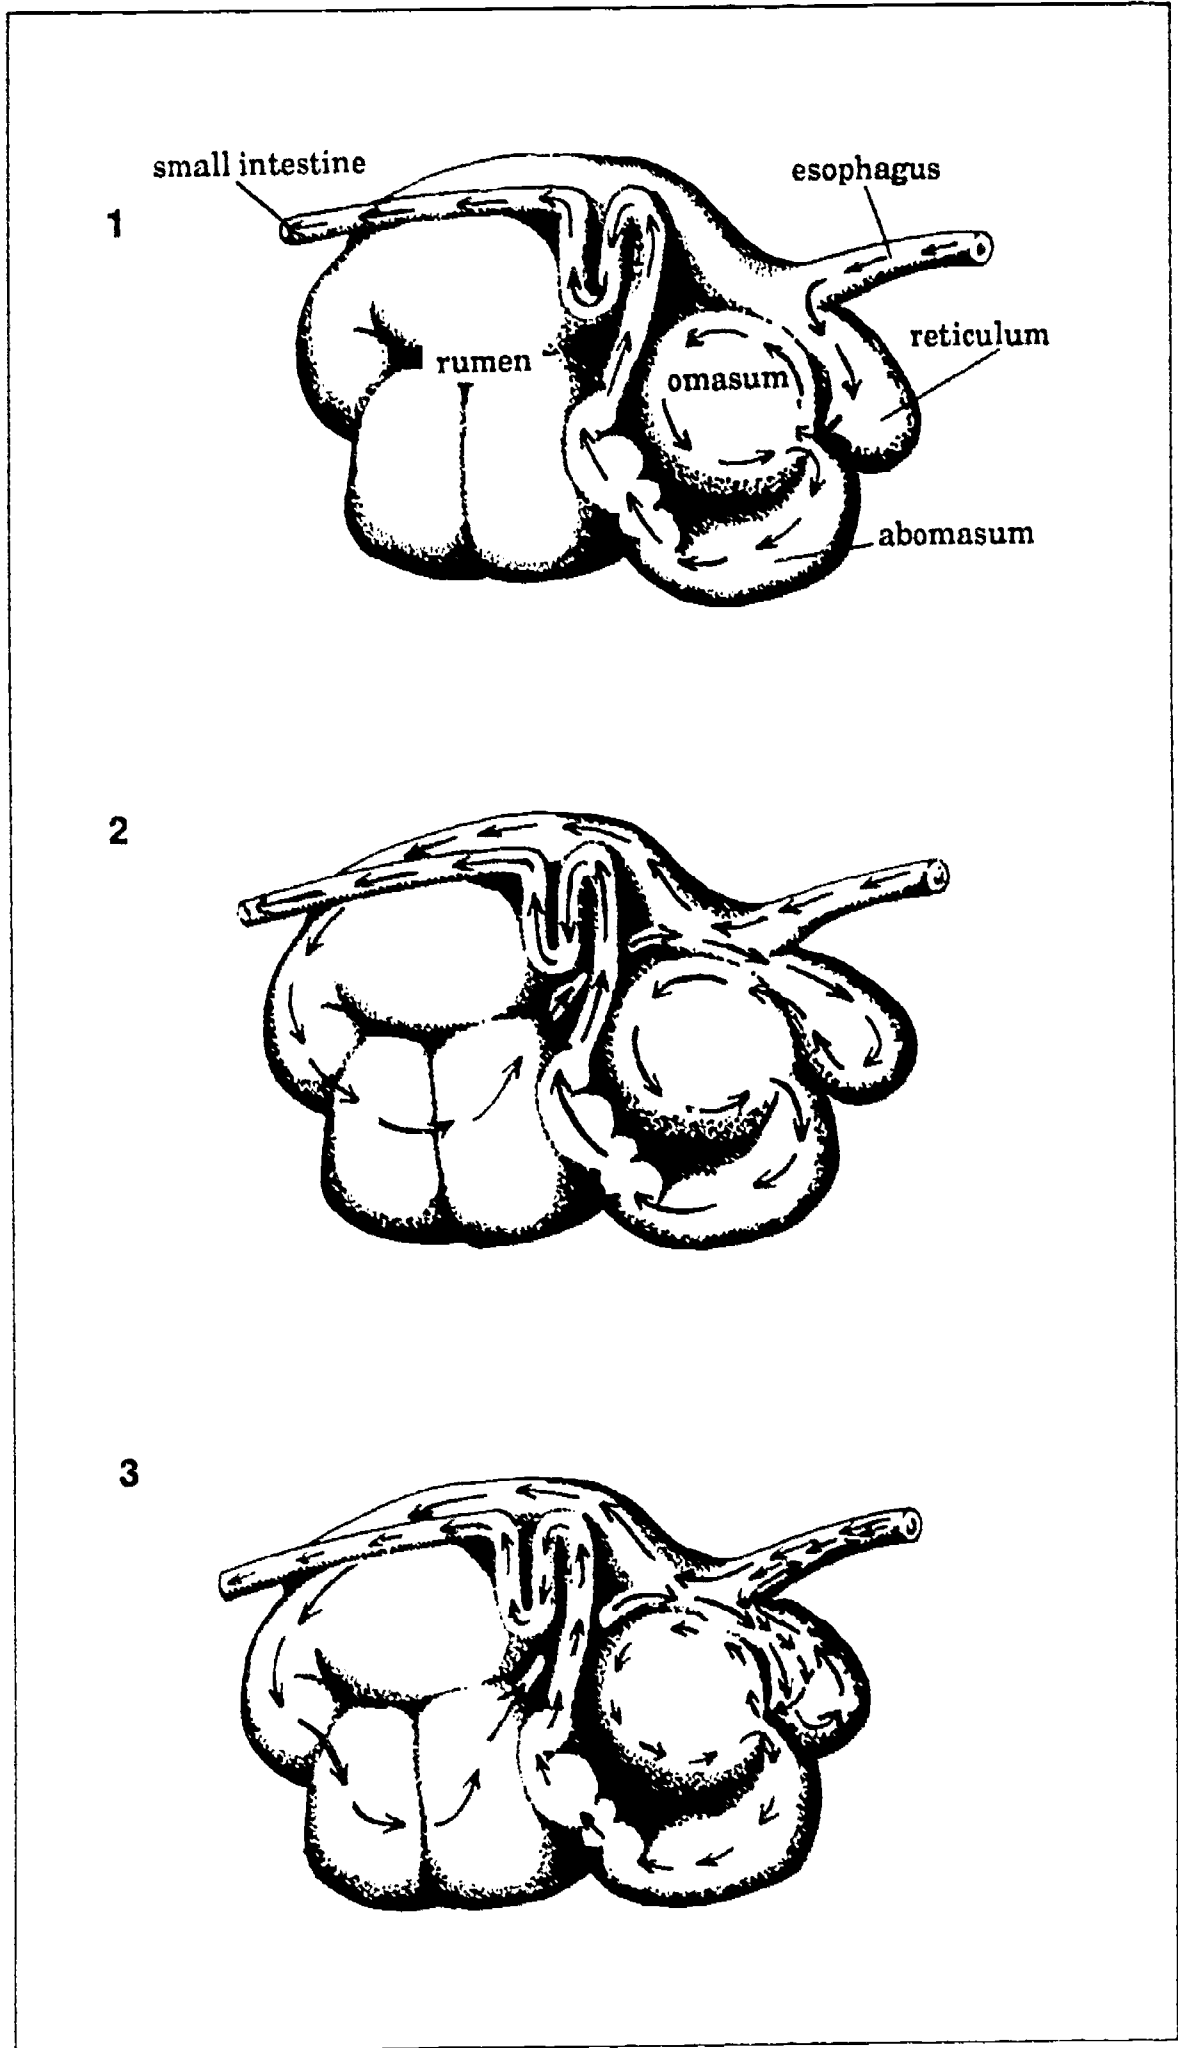 small intestine
esophagus
1
reticulum
rumen
omasum
abomasum
2
3